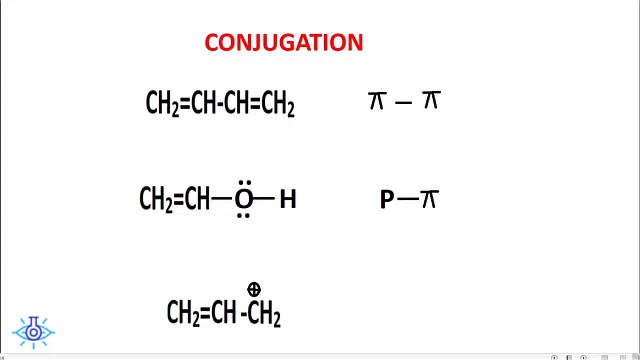 CONJUGATION
CH₂=CH-CH=CH₂ π – π
CH₂=CH—Ö—H P—π
CH₂=CH-CH₂
⊕